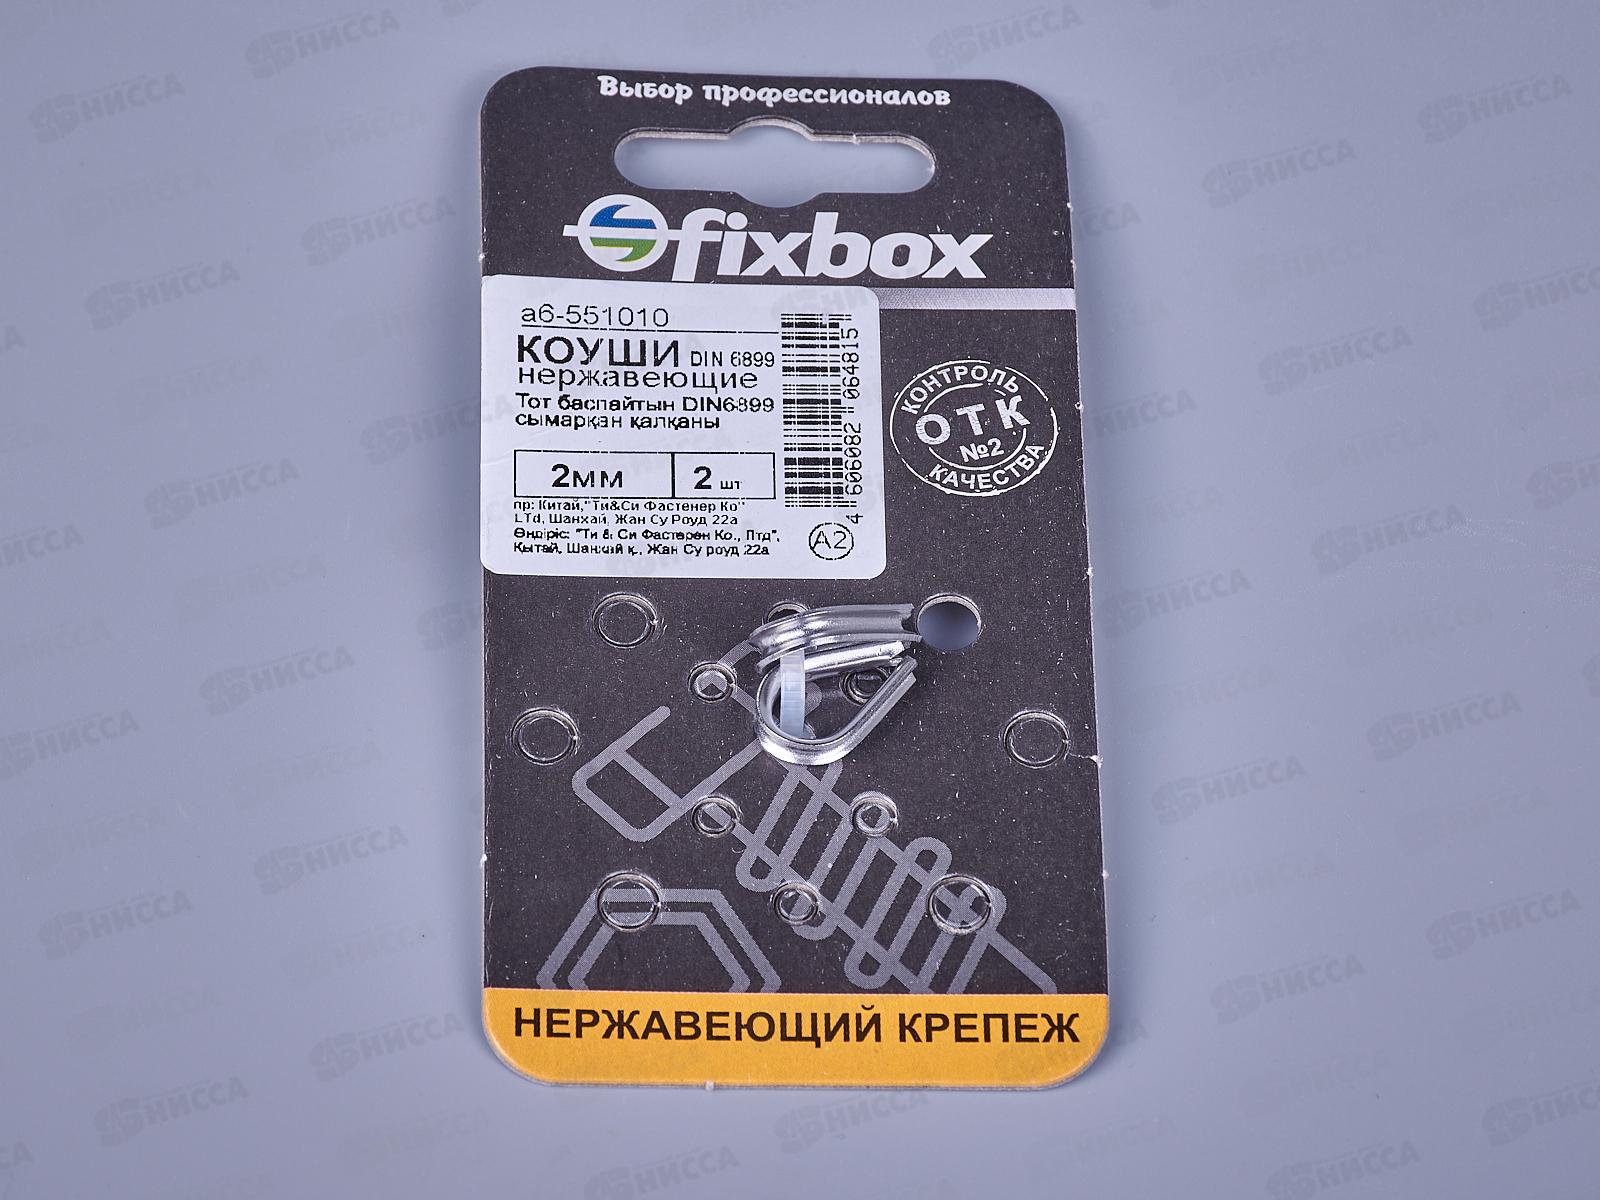 Выбор профессионалов
fixbox
а6-551010
КОУШИ DIN 6899
нержавеющие
Тот баспайтын DIN6899
сымарқан қалқаны
2мм 2 шт
пр: Китай,"Ти&Си Фастенер Ко"
LTd, Шанхай, Жан Су Роуд 22а
Өндіріс: "Ти & Си Фастерен Ко., Лтд",
Қытай, Шанхай қ., Жан Су роуд 22а
A2
4 606082 064815
КОНТРОЛЬ
ОТК
№2
КАЧЕСТВА
НЕРЖАВЕЮЩИЙ КРЕПЕЖ
НИССА